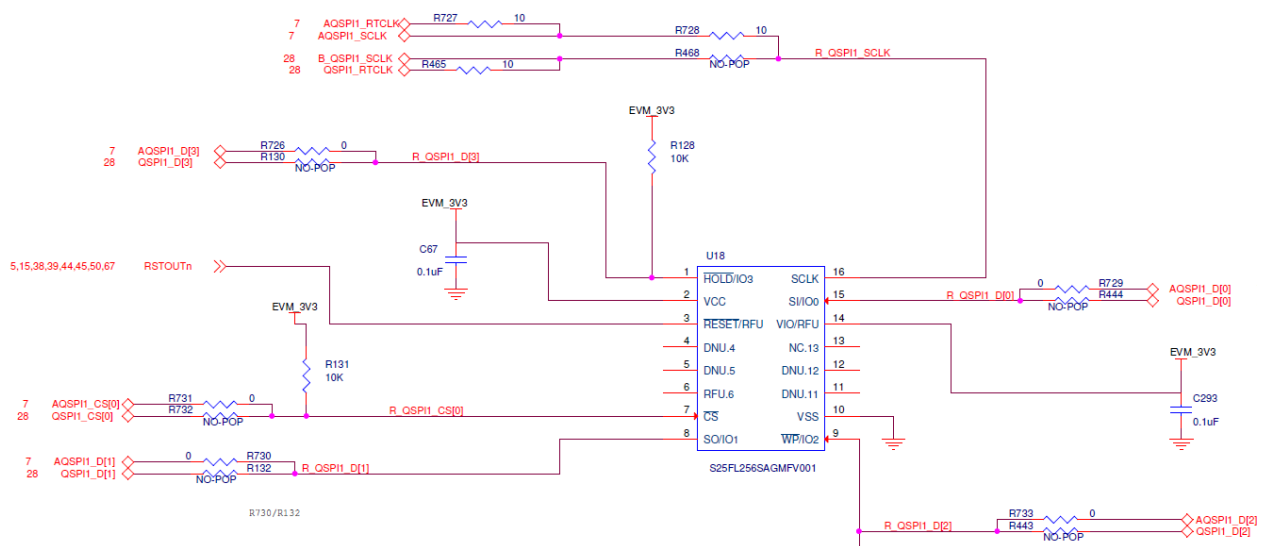 7 AQSPI1_RTCLK R727 10
7 AQSPI1_SCLK R728 10
28 B_QSPI1_SCLK R468 R_QSPI1_SCLK
28 QSPI1_RTCLK R465 10 NO-POP
EVM_3V3
R128
10K
7 AQSPI1_D[3] R726 0
28 QSPI1_D[3] R130 R_QSPI1_D[3]
NO-POP
EVM_3V3
C67
0.1uF
U18
5,15,38,39,44,45,50,67 RSTOUTn
1 HOLD/IO3 SCLK 16
2 VCC SI/IO0 15
3 RESET/RFU VIO/RFU 14
4 DNU.4 NC.13 13
5 DNU.5 DNU.12 12
6 RFU.6 DNU.11 11
7 CS VSS 10
8 SO/IO1 WP/IO2 9
S25FL256SAGMFV001
R_QSPI1_D[0] 0 R729 AQSPI1_D[0]
R444 QSPI1_D[0]
NO-POP
EVM_3V3
C293
0.1uF
EVM_3V3
R131
10K
7 AQSPI1_CS[0] R731 0
28 QSPI1_CS[0] R732 R_QSPI1_CS[0]
NO-POP
7 AQSPI1_D[1] 0 R730
28 QSPI1_D[1] R132 R_QSPI1_D[1]
NO-POP
R730/R132
R733 0 AQSPI1_D[2]
R_QSPI1_D[2] R443 QSPI1_D[2]
NO-POP